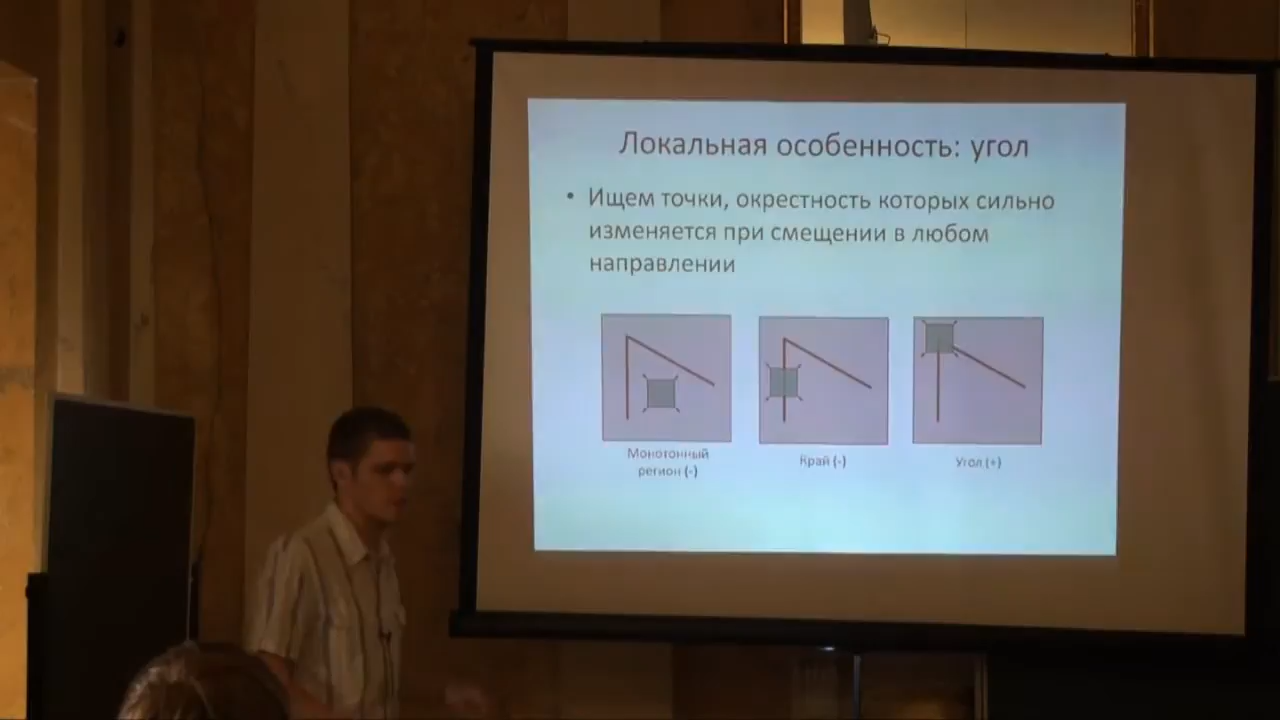 Локальная особенность: угол
• Ищем точки, окрестность которых сильно
изменяется при смещении в любом
направлении
Монотонный
регион (-)
Край (-)
Угол (+)